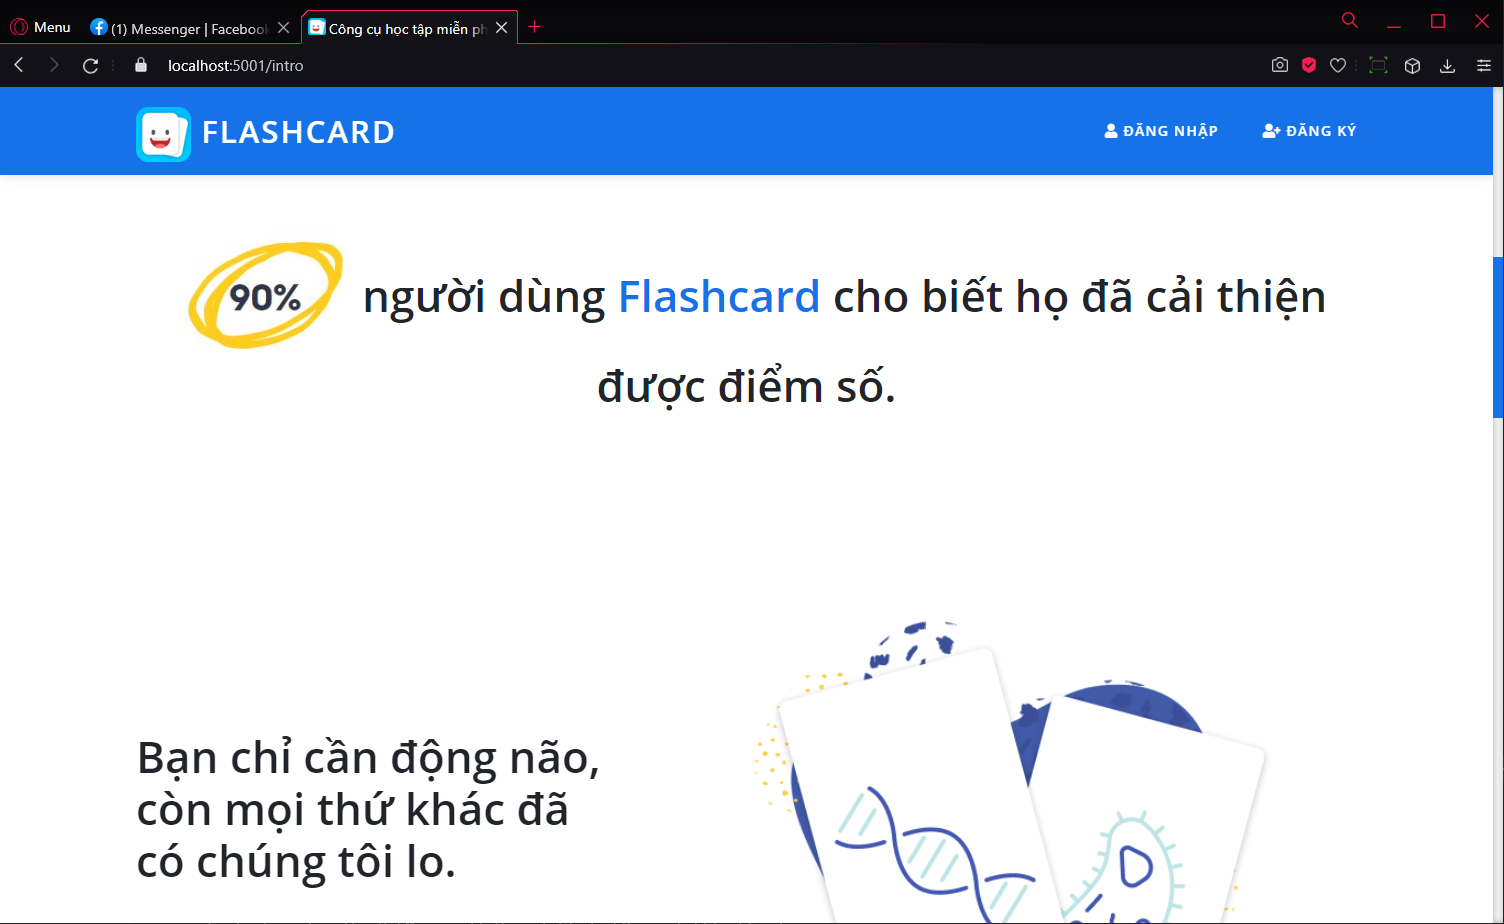 Menu
(1) Messenger | Facebook
Công cụ học tập miễn ph
localhost:5001/intro
FLASHCARD
ĐĂNG NHẬP
ĐĂNG KÝ
90% người dùng Flashcard cho biết họ đã cải thiện
được điểm số.
Bạn chỉ cần động não,
còn mọi thứ khác đã
có chúng tôi lo.